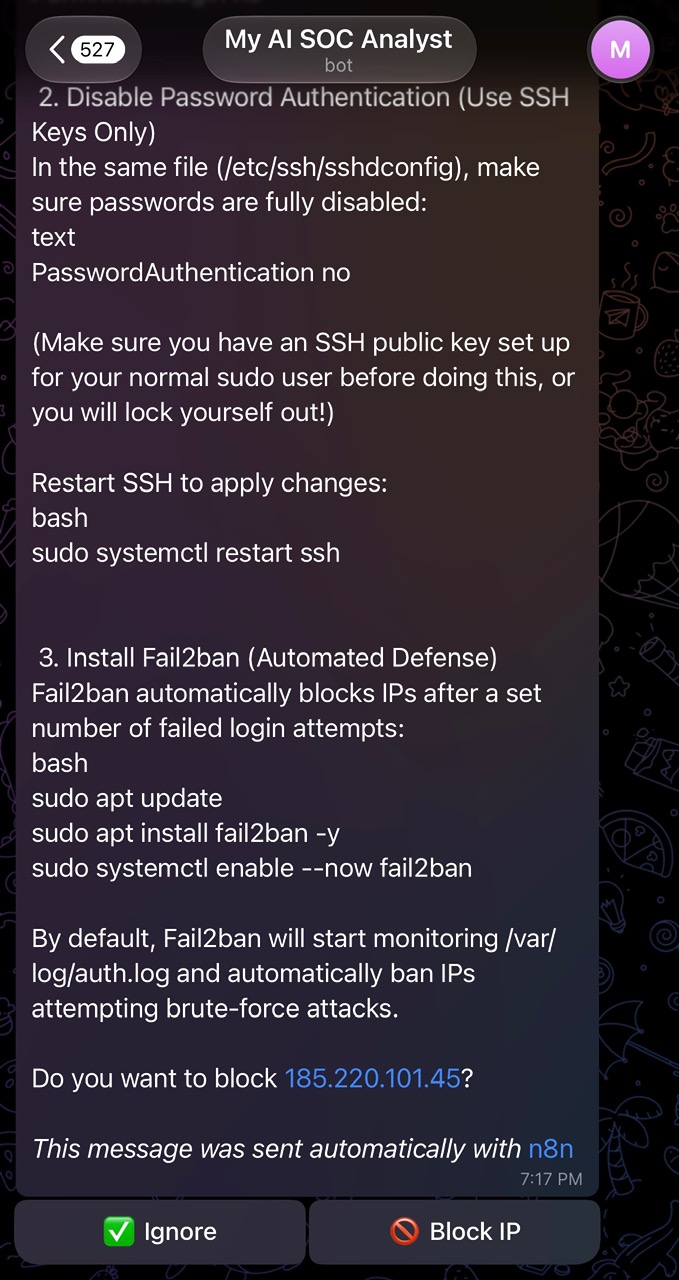 527
My AI SOC Analyst
bot
M
2. Disable Password Authentication (Use SSH
Keys Only)
In the same file (/etc/ssh/sshdconfig), make
sure passwords are fully disabled:
text
PasswordAuthentication no
(Make sure you have an SSH public key set up
for your normal sudo user before doing this, or
you will lock yourself out!)
Restart SSH to apply changes:
bash
sudo systemctl restart ssh
3. Install Fail2ban (Automated Defense)
Fail2ban automatically blocks IPs after a set
number of failed login attempts:
bash
sudo apt update
sudo apt install fail2ban -y
sudo systemctl enable --now fail2ban
By default, Fail2ban will start monitoring /var/
log/auth.log and automatically ban IPs
attempting brute-force attacks.
Do you want to block 185.220.101.45?
This message was sent automatically with n8n
7:17 PM
✅ Ignore
🚫 Block IP